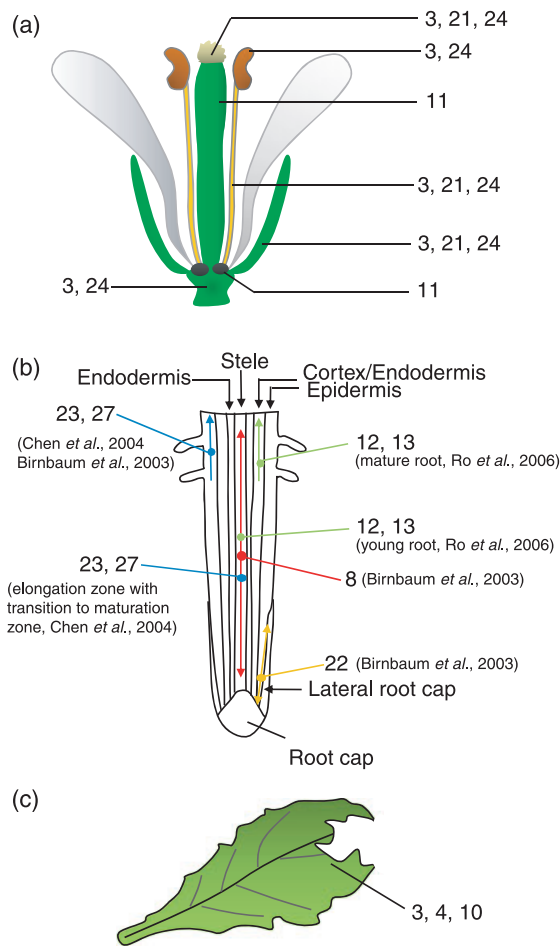 (a)
3, 21, 24
3, 24
11
3, 21, 24
3, 21, 24
3, 24
11
(b)
Stele
Endodermis
Cortex/Endodermis
Epidermis
23, 27
(Chen et al., 2004
Birnbaum et al., 2003)
12, 13
(mature root, Ro et al., 2006)
12, 13
(young root, Ro et al., 2006)
23, 27
(elongation zone with
transition to maturation
zone, Chen et al., 2004)
8 (Birnbaum et al., 2003)
22 (Birnbaum et al., 2003)
Lateral root cap
Root cap
(c)
3, 4, 10